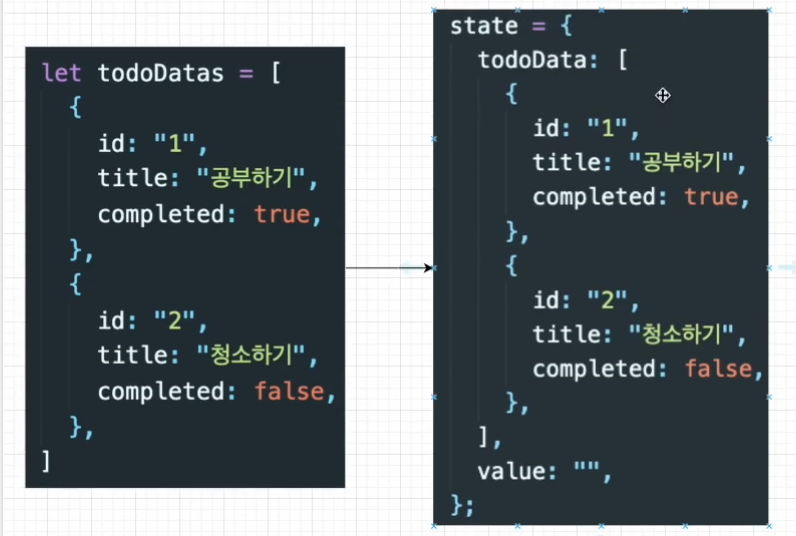 let todoDatas = [
{
id: "1",
title: "공부하기",
completed: true,
},
{
id: "2",
title: "청소하기",
completed: false,
},
]
state = {
todoData: [
{
id: "1",
title: "공부하기",
completed: true,
},
{
id: "2",
title: "청소하기",
completed: false,
},
],
value: "",
};